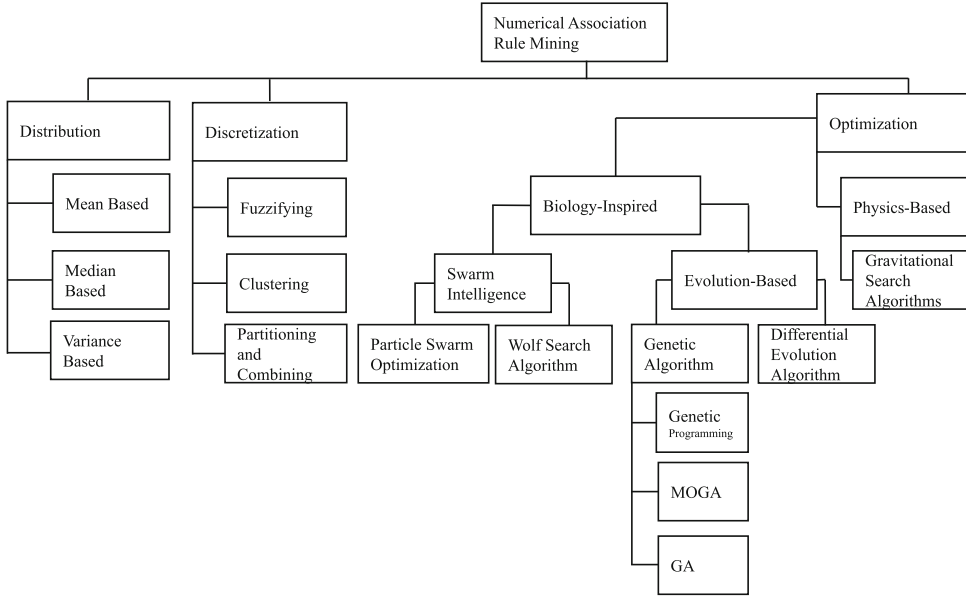 Numerical Association
Rule Mining
Distribution
Discretization
Optimization
Mean Based
Fuzzifying
Biology-Inspired
Physics-Based
Median
Based
Clustering
Swarm
Intelligence
Evolution-Based
Gravitational
Search
Algorithms
Variance
Based
Partitioning
and
Combining
Particle Swarm
Optimization
Wolf Search
Algorithm
Genetic
Algorithm
Differential
Evolution
Algorithm
Genetic
Programming
MOGA
GA